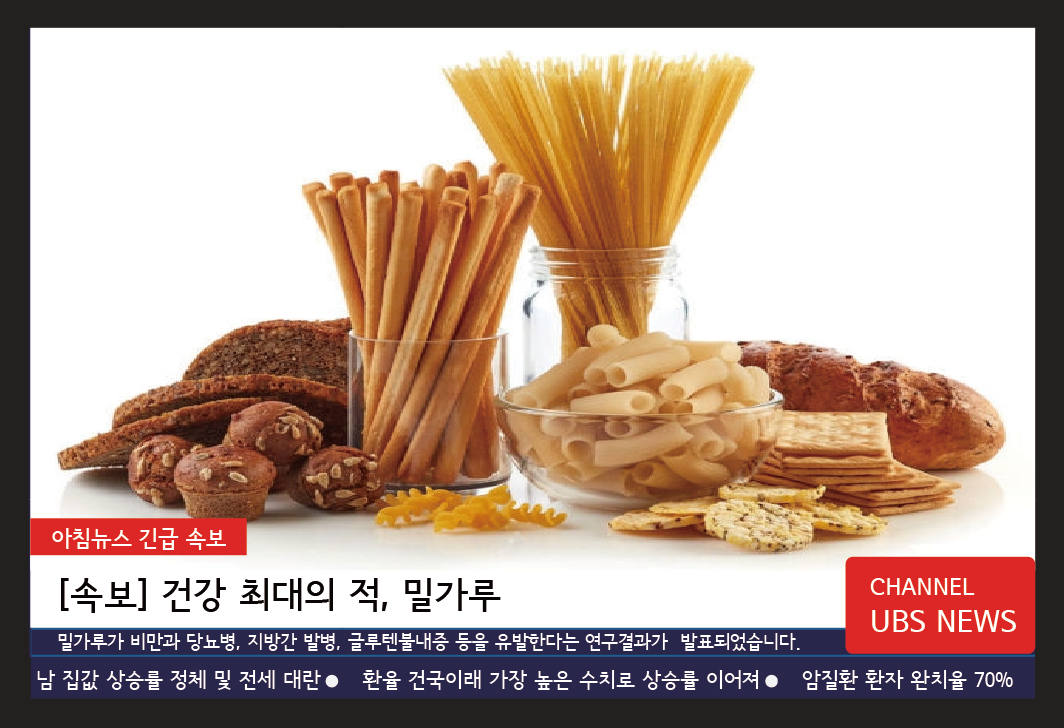 아침뉴스 긴급 속보
[속보] 건강 최대의 적, 밀가루
CHANNEL
UBS NEWS
밀가루가 비만과 당뇨병, 지방간 발병, 글루텐불내증 등을 유발한다는 연구결과가 발표되었습니다.
남 집값 상승률 정체 및 전세 대란● 환율 건국이래 가장 높은 수치로 상승률 이어져● 암질환 환자 완치율 70%